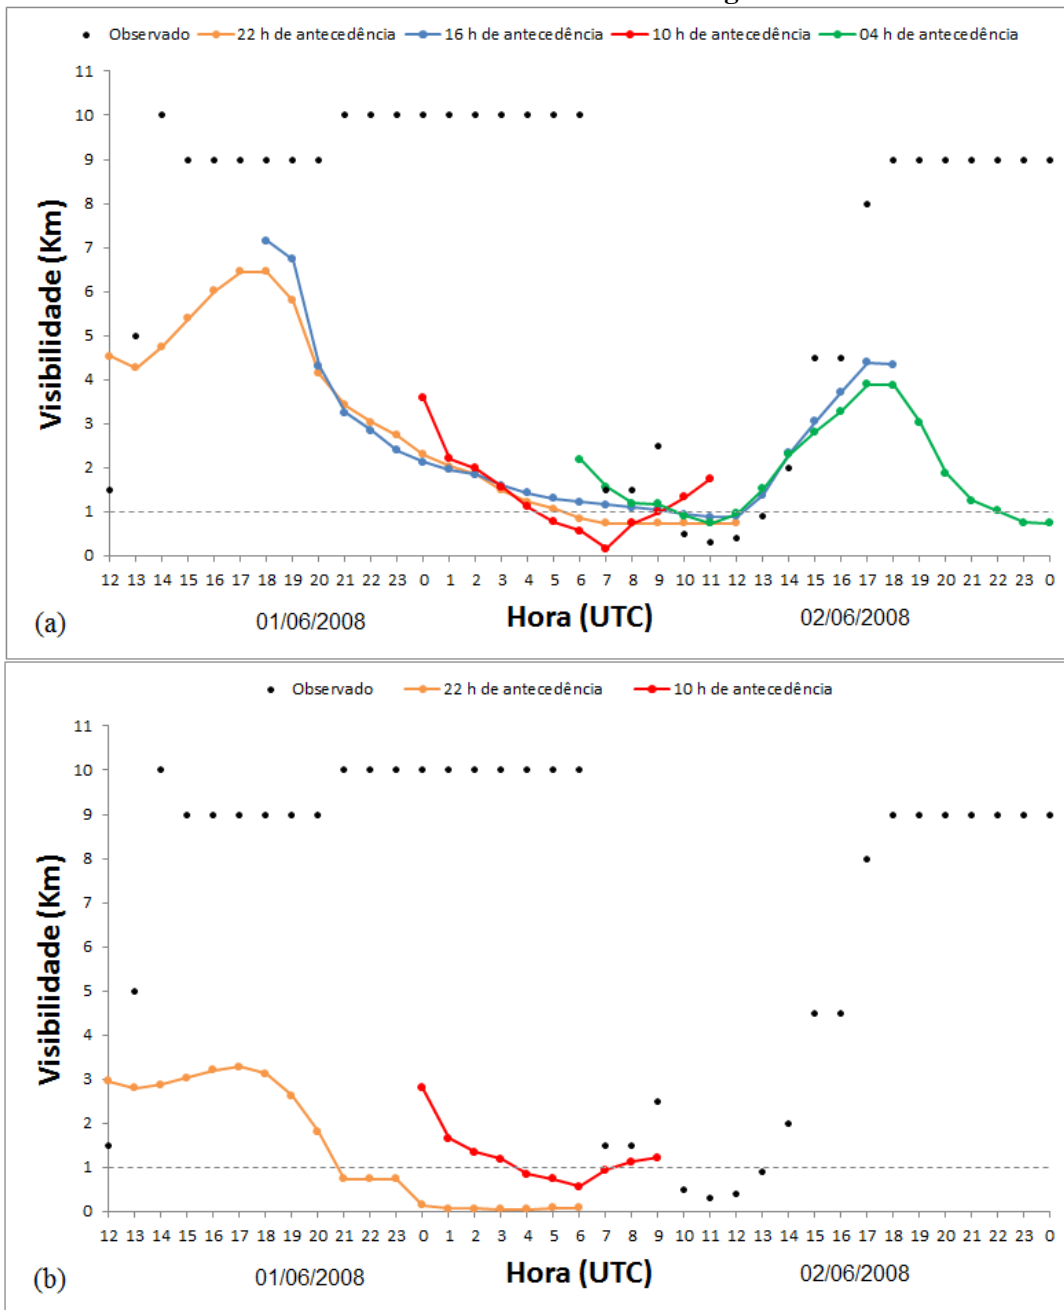 g
Observado 22 h de antecedência 16 h de antecedência 10 h de antecedência 04 h de antecedência
11
10
9
8
7
6
5
4
3
2
1
0
Visibilidade (Km)
12 13 14 15 16 17 18 19 20 21 22 23 0 1 2 3 4 5 6 7 8 9 10 11 12 13 14 15 16 17 18 19 20 21 22 23 0
(a) 01/06/2008 Hora (UTC) 02/06/2008
Observado 22 h de antecedência 10 h de antecedência
11
10
9
8
7
6
5
4
3
2
1
0
Visibilidade (Km)
12 13 14 15 16 17 18 19 20 21 22 23 0 1 2 3 4 5 6 7 8 9 10 11 12 13 14 15 16 17 18 19 20 21 22 23 0
(b) 01/06/2008 Hora (UTC) 02/06/2008